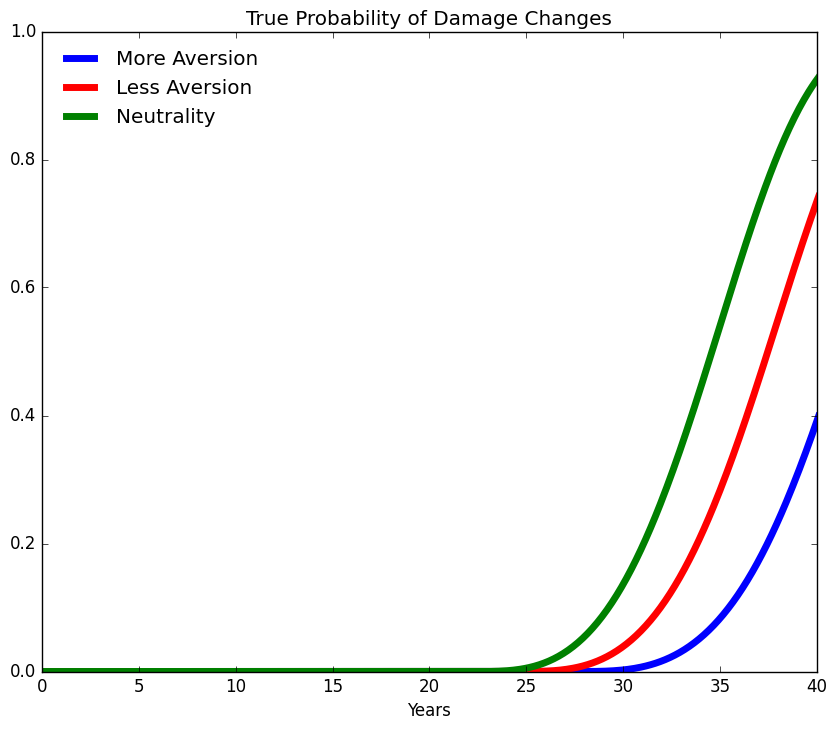 True Probability of Damage Changes
1.0
More Aversion
Less Aversion
Neutrality
0.8
0.6
0.4
0.2
0.0
0 5 10 15 20 25 30 35 40
Years